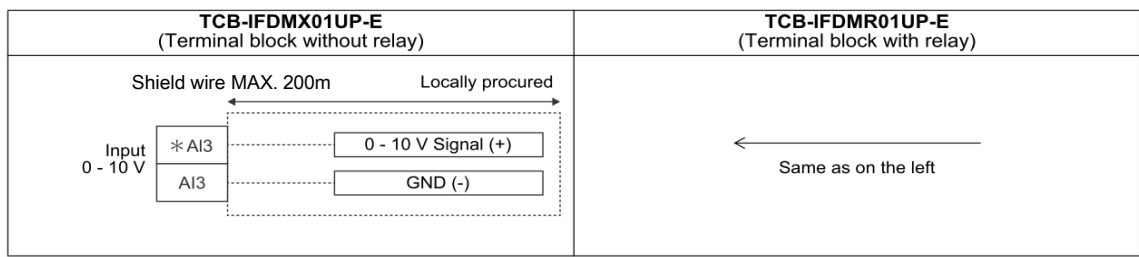 TCB-IFDMX01UP-E
(Terminal block without relay)
TCB-IFDMR01UP-E
(Terminal block with relay)
Shield wire MAX. 200m
Locally procured
Input
0 - 10 V
＊AI3
0 - 10 V Signal (+)
AI3
GND (-)
Same as on the left